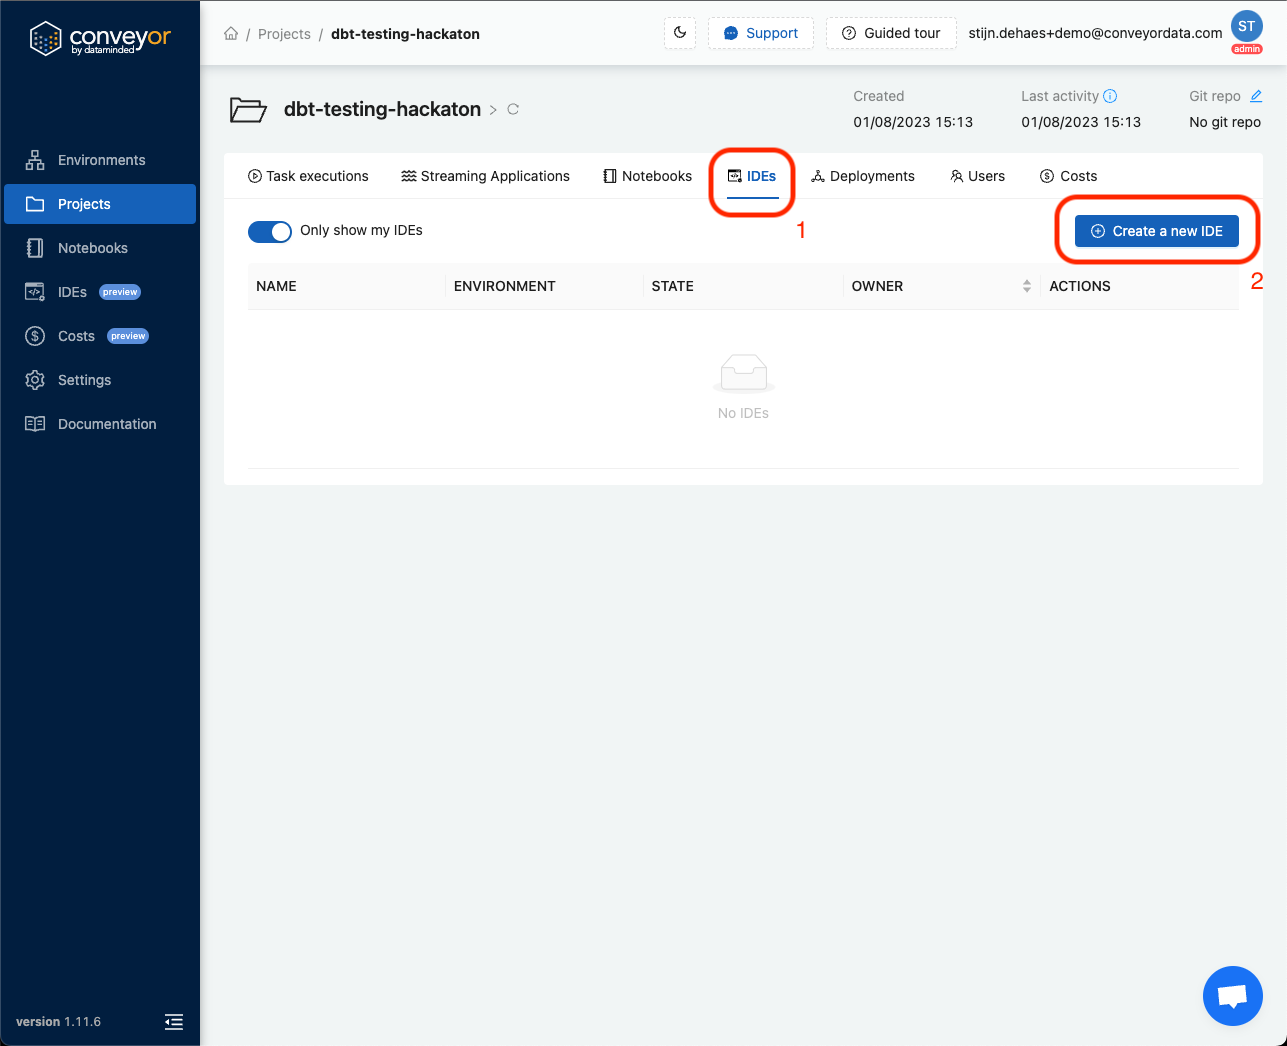 conveyor
by dataminded
Environments
Projects
Notebooks
IDEs preview
Costs preview
Settings
Documentation
version 1.11.6
/ Projects / dbt-testing-hackaton
Support
Guided tour
stijn.dehaes+demo@conveyordata.com
ST
admin
dbt-testing-hackaton >
Created
01/08/2023 15:13
Last activity
01/08/2023 15:13
Git repo
No git repo
Task executions
Streaming Applications
Notebooks
IDEs
Deployments
Users
Costs
1
Only show my IDEs
Create a new IDE
2
NAME ENVIRONMENT STATE OWNER ACTIONS
No IDEs